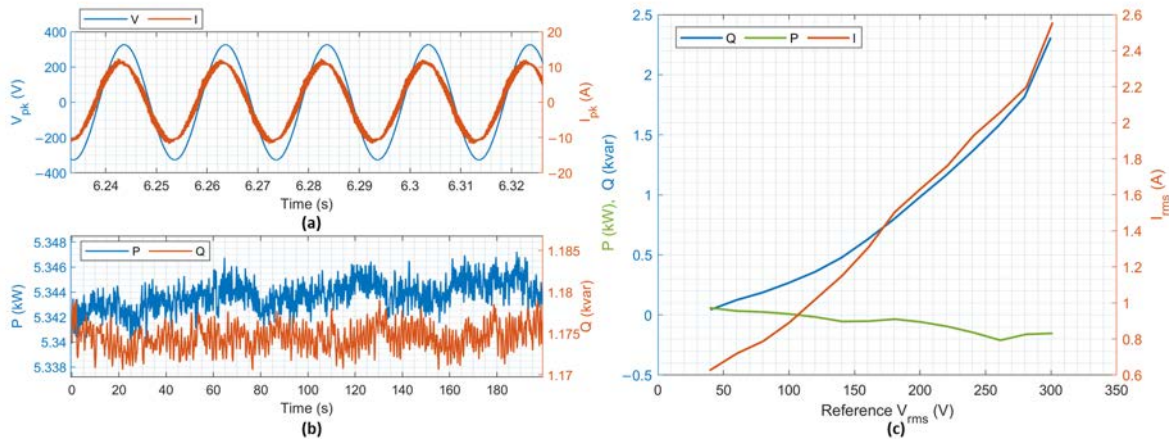 V I
400
200
0
−200
−400
V_pk (V)
20
10
0
−10
−20
I_pk (A)
6.24 6.25 6.26 6.27 6.28 6.29 6.3 6.31 6.32
Time (s)
(a)
P Q
5.348
5.346
5.344
5.342
5.34
5.338
P (kW)
1.185
1.18
1.175
1.17
Q (kvar)
0 20 40 60 80 100 120 140 160 180
Time (s)
(b)
Q P I
2.5
2
1.5
1
0.5
0
−0.5
P (kW), Q (kvar)
2.6
2.4
2.2
2
1.8
1.6
1.4
1.2
1
0.8
0.6
I_rms (A)
0 50 100 150 200 250 300 350
Reference V_rms (V)
(c)